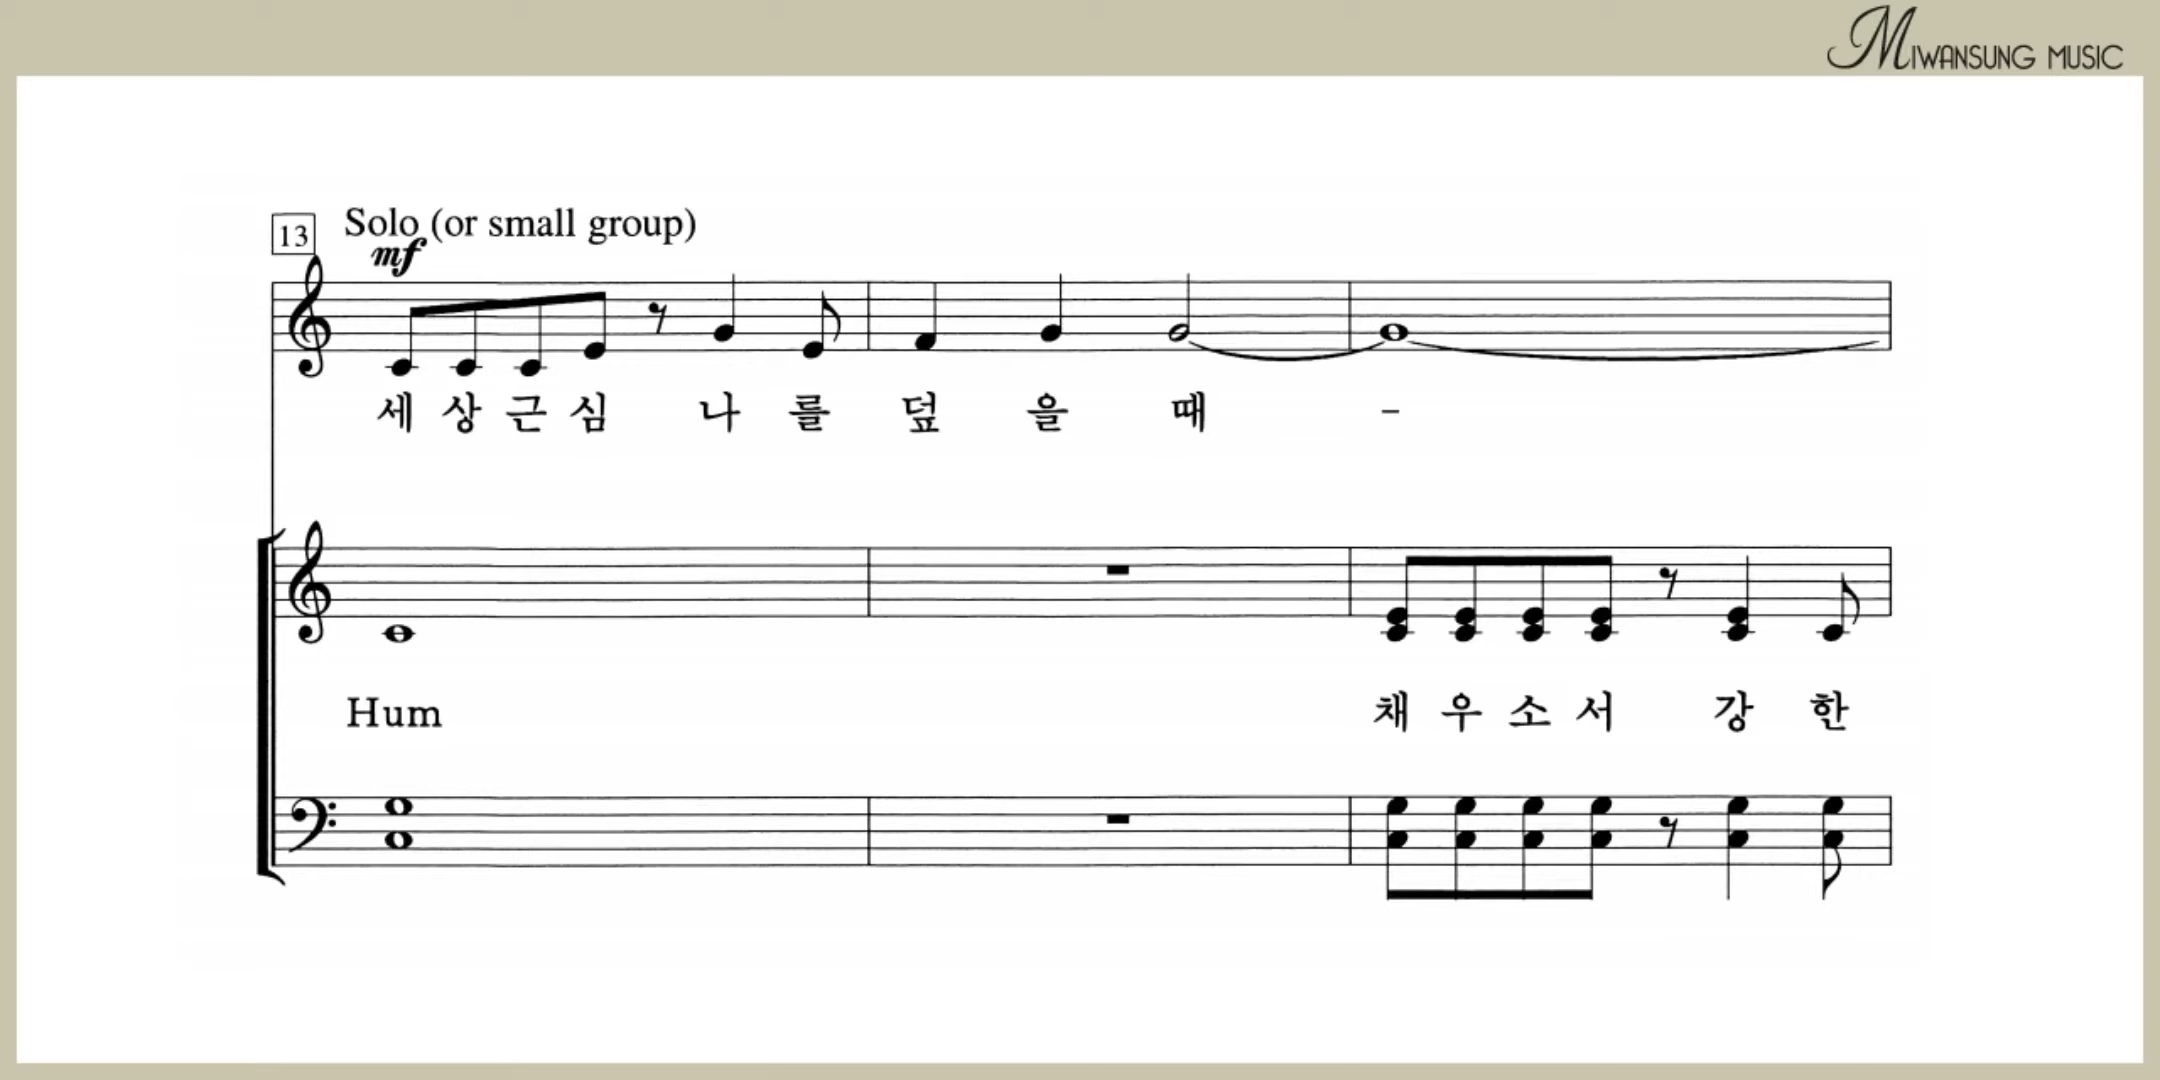 MIWANSUNG MUSIC
13 Solo (or small group)
mf
세 상 근 심 나 를 덮 을 때 -
Hum 채 우 소 서 강 한